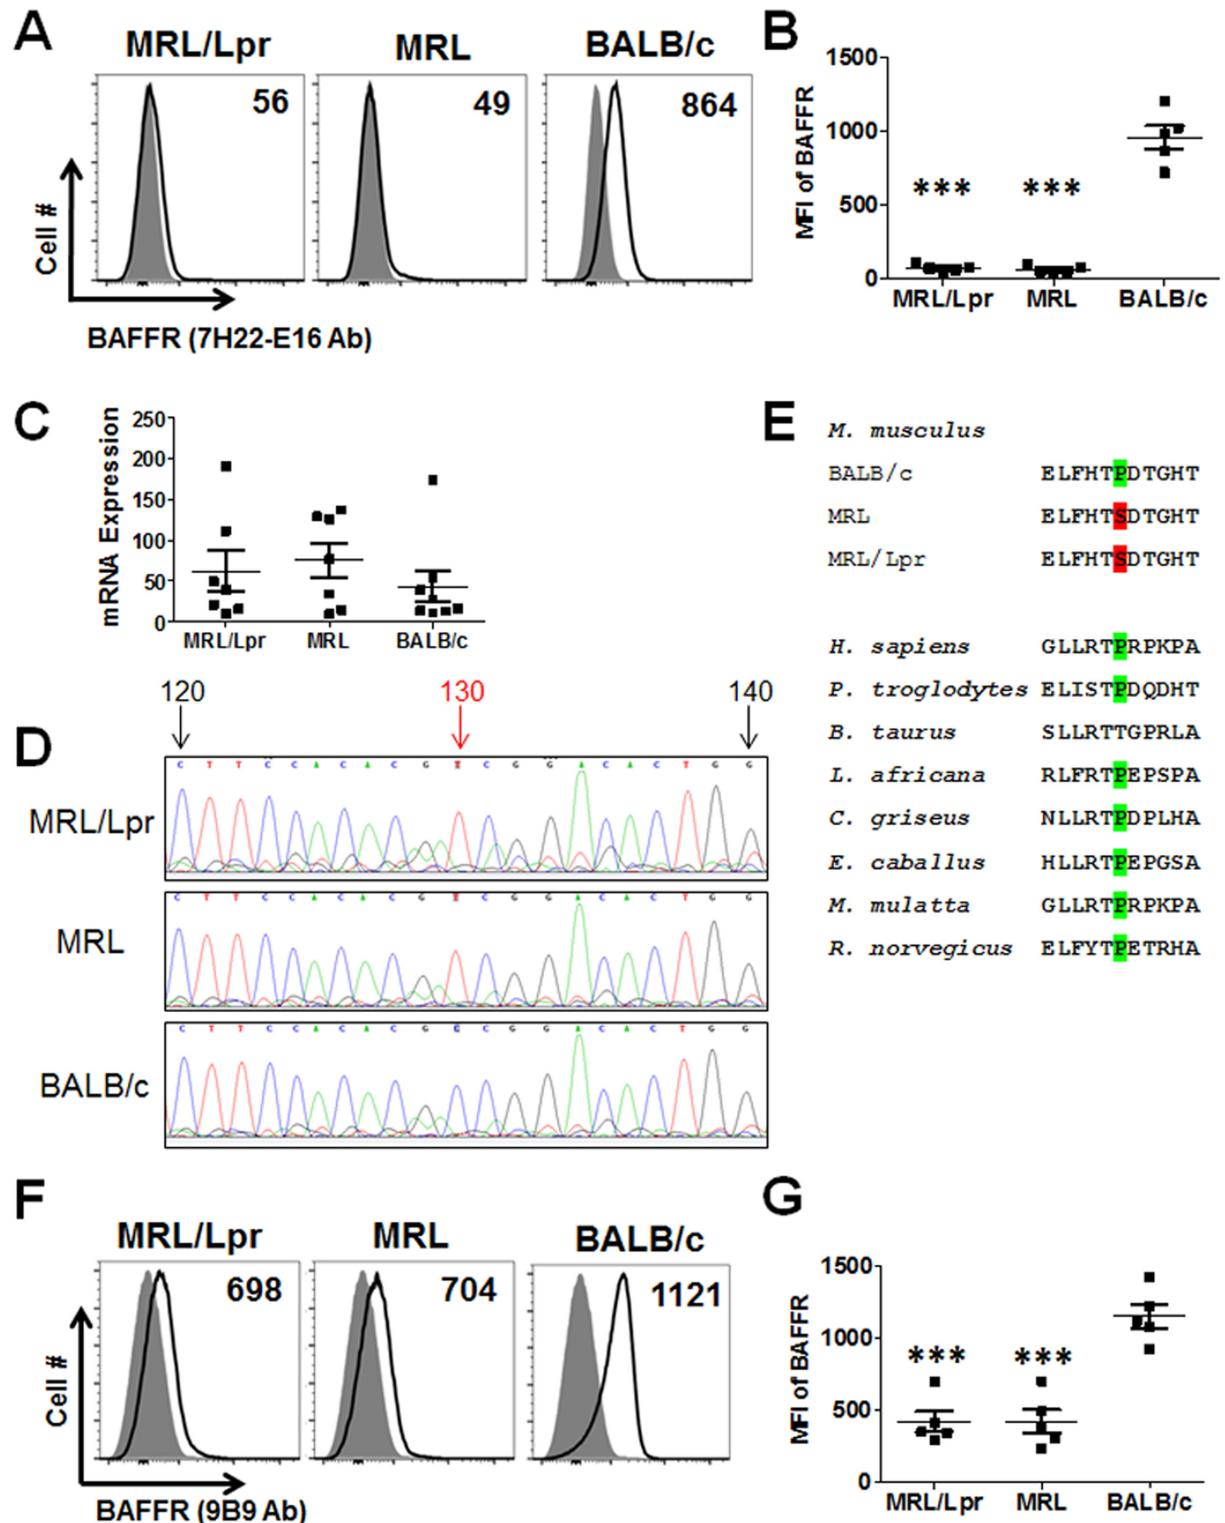 A
MRL/Lpr
MRL
BALB/c
56
49
864
Cell #
BAFFR (7H22-E16 Ab)
B
MFI of BAFFR
1500
1000
500
0
***
***
MRL/Lpr
MRL
BALB/c
C
mRNA Expression
250
200
150
100
50
0
MRL/Lpr
MRL
BALB/c
D
120
130
140
MRL/Lpr
C T T C C A C A C G T C G G A C A C T G G
MRL
C T T C C A C A C G T C G G A C A C T G G
BALB/c
C T T C C A C A C G C C G G A C A C T G G
E
M. musculus
BALB/c ELFHTPDTGHT
MRL ELFHTSDTGHT
MRL/Lpr ELFHTSDTGHT
H. sapiens GLLRTPRPKPA
P. troglodytes ELISTPDQDHT
B. taurus SLLRTTGPRLA
L. africana RLFRTPEPSPA
C. griseus NLLRTPDPLHA
E. caballus HLLRTPEPGSA
M. mulatta GLLRTPRPKPA
R. norvegicus ELFYTPETRHA
F
MRL/Lpr
MRL
BALB/c
698
704
1121
Cell #
BAFFR (9B9 Ab)
G
MFI of BAFFR
1500
1000
500
0
***
***
MRL/Lpr
MRL
BALB/c